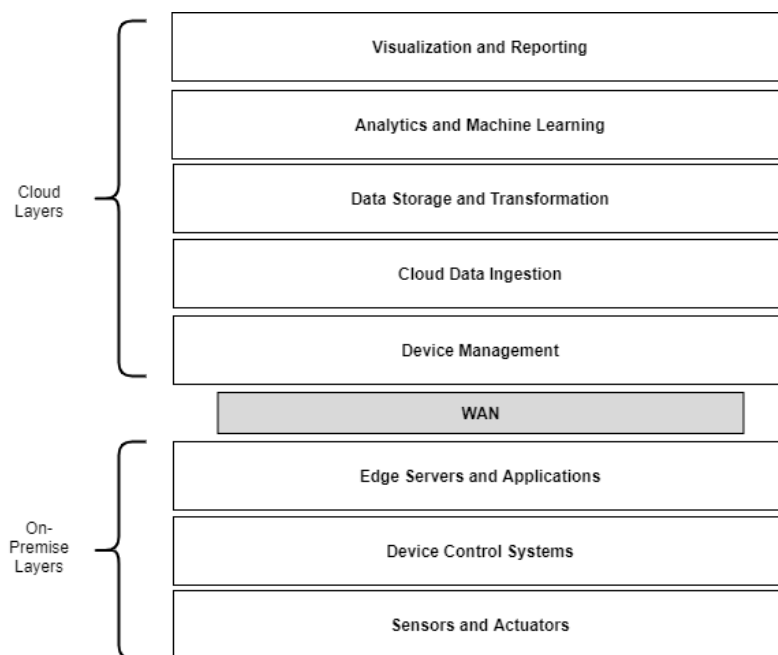 Visualization and Reporting
Analytics and Machine Learning
Cloud
Layers
Data Storage and Transformation
Cloud Data Ingestion
Device Management
WAN
Edge Servers and Applications
On-
Premise
Layers
Device Control Systems
Sensors and Actuators